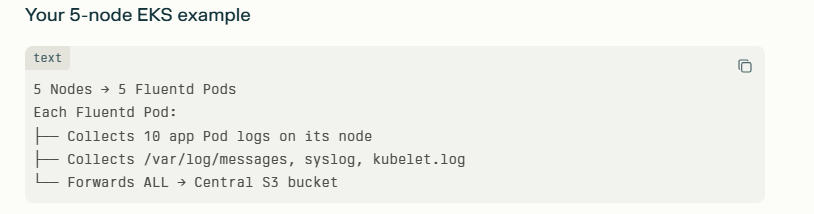 Your 5-node EKS example
text
5 Nodes → 5 Fluentd Pods
Each Fluentd Pod:
├── Collects 10 app Pod logs on its node
├── Collects /var/log/messages, syslog, kubelet.log
└── Forwards ALL → Central S3 bucket